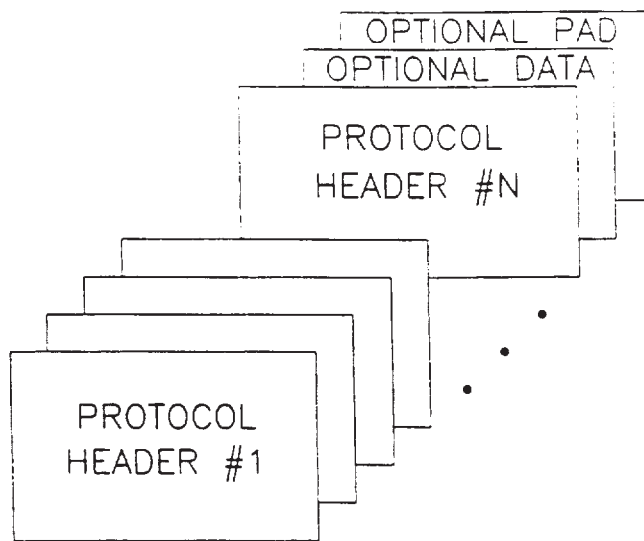 OPTIONAL PAD
OPTIONAL DATA
PROTOCOL
HEADER #N
PROTOCOL
HEADER #1